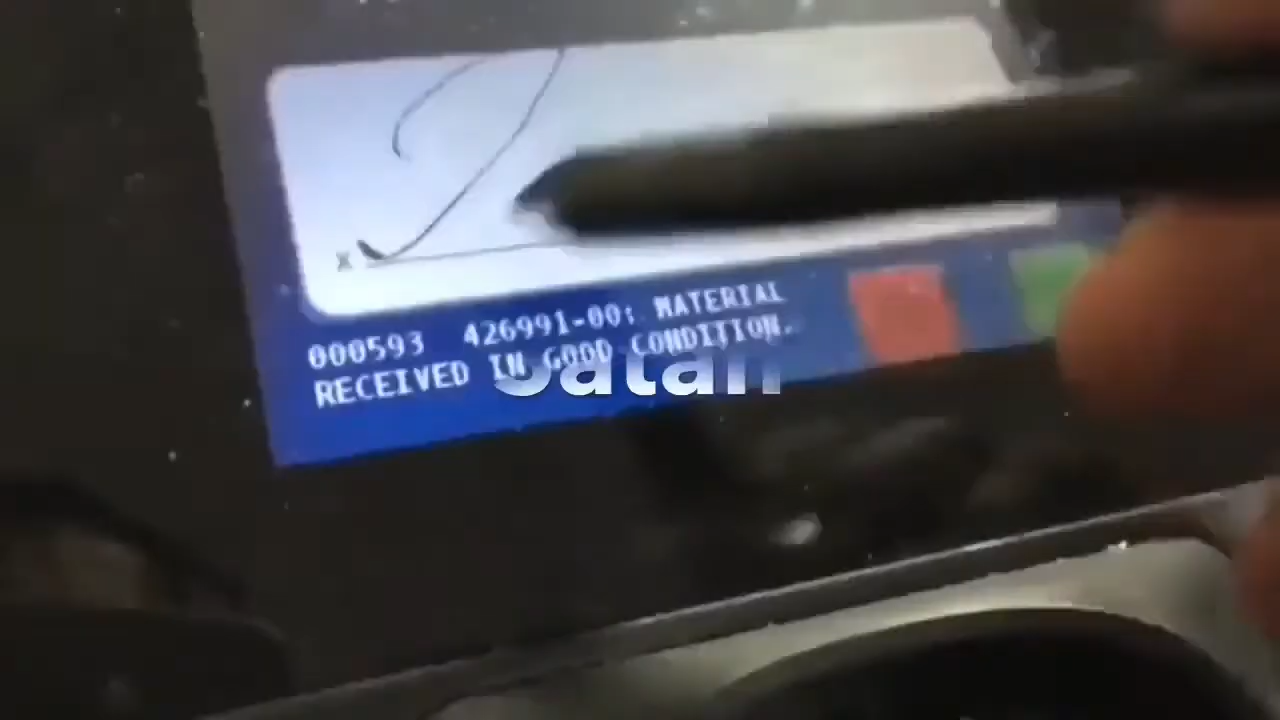 x
000593 426991-00: MATERIAL
RECEIVED IN GOOD CONDITION.
Satan